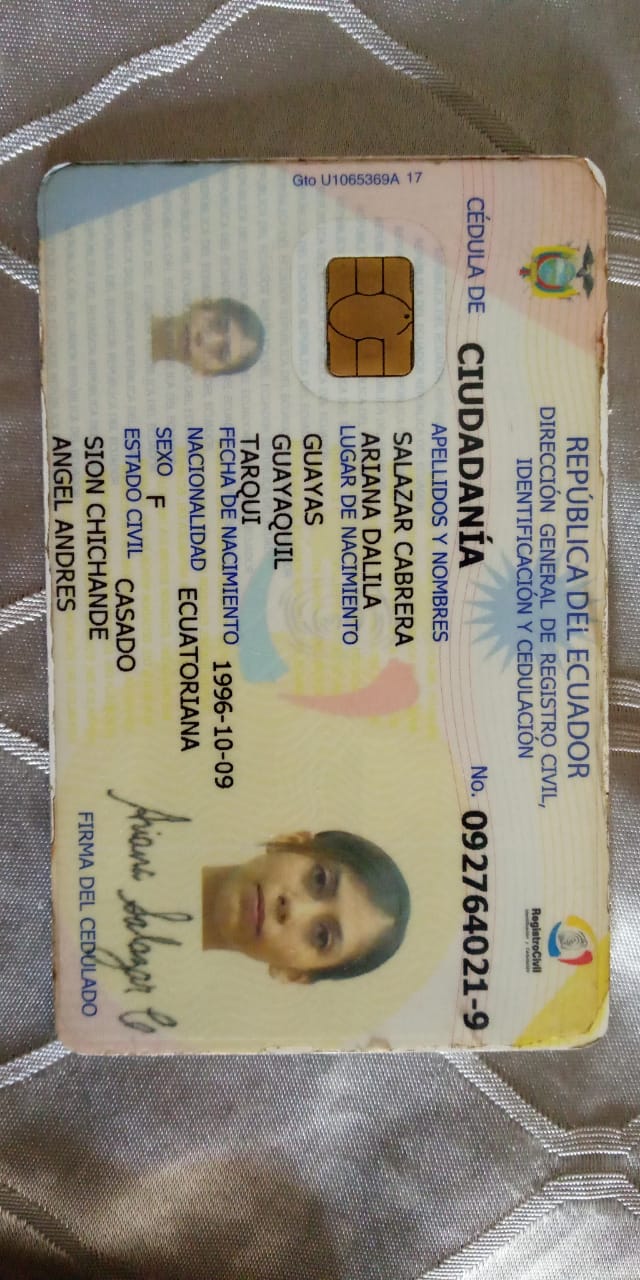 REPÚBLICA DEL ECUADOR
DIRECCIÓN GENERAL DE REGISTRO CIVIL,
IDENTIFICACIÓN Y CEDULACIÓN
RegistroCivil
CÉDULA DE CIUDADANÍA No. 092764021-9
APELLIDOS Y NOMBRES
SALAZAR CABRERA
ARIANA DALILA
LUGAR DE NACIMIENTO
GUAYAS
GUAYAQUIL
TARQUI
FECHA DE NACIMIENTO 1996-10-09
NACIONALIDAD ECUATORIANA
SEXO F
ESTADO CIVIL CASADO
SION CHICHANDE
ANGEL ANDRES
Ariana Salazar C
FIRMA DEL CEDULADO
Gto U1065369A 17